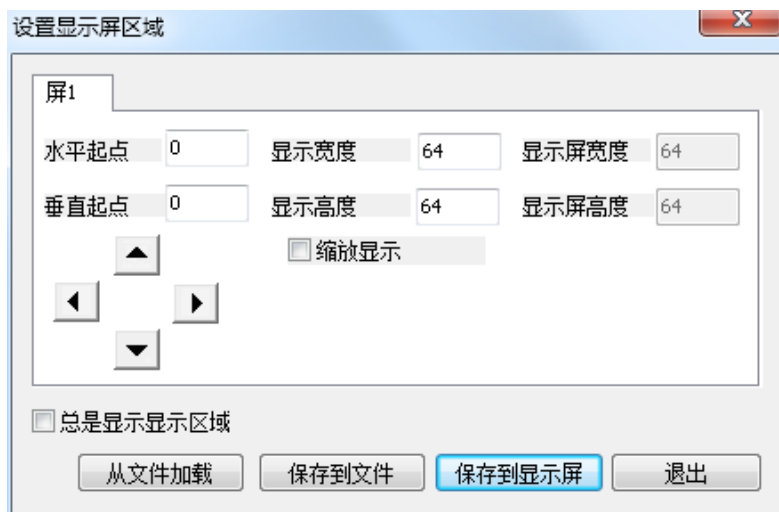 设置显示屏区域
屏1
水平起点 0 显示宽度 64 显示屏宽度 64
垂直起点 0 显示高度 64 显示屏高度 64
缩放显示
总是显示显示区域
从文件加载 保存到文件 保存到显示屏 退出